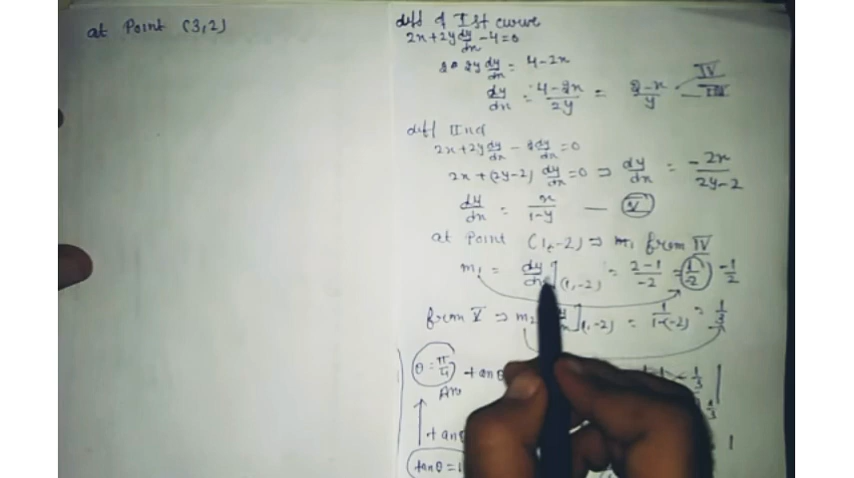 at Point (3,2)
diff of Ist curve
2x+2y dy/dx -4=0
2y dy/dx = 4-2x
dy/dx = 4-2x/2y = 2-x/y — IV
diff IInd
2x+2y dy/dx - 2dy/dx =0
2x+(2y-2) dy/dx =0 ⇒ dy/dx = -2x/2y-2
dy/dx = x/1-y — V
at Point (1,-2) ⇒ m1 from IV
m1 = dy/dx](1,-2) = 2-1/-2 = 1/-2 -1/2
from V ⇒ m2 ](1,-2) = 1/1-(-2) = 1/3
θ = π/4 tanθ
Ans
tanθ 1
tanθ=1